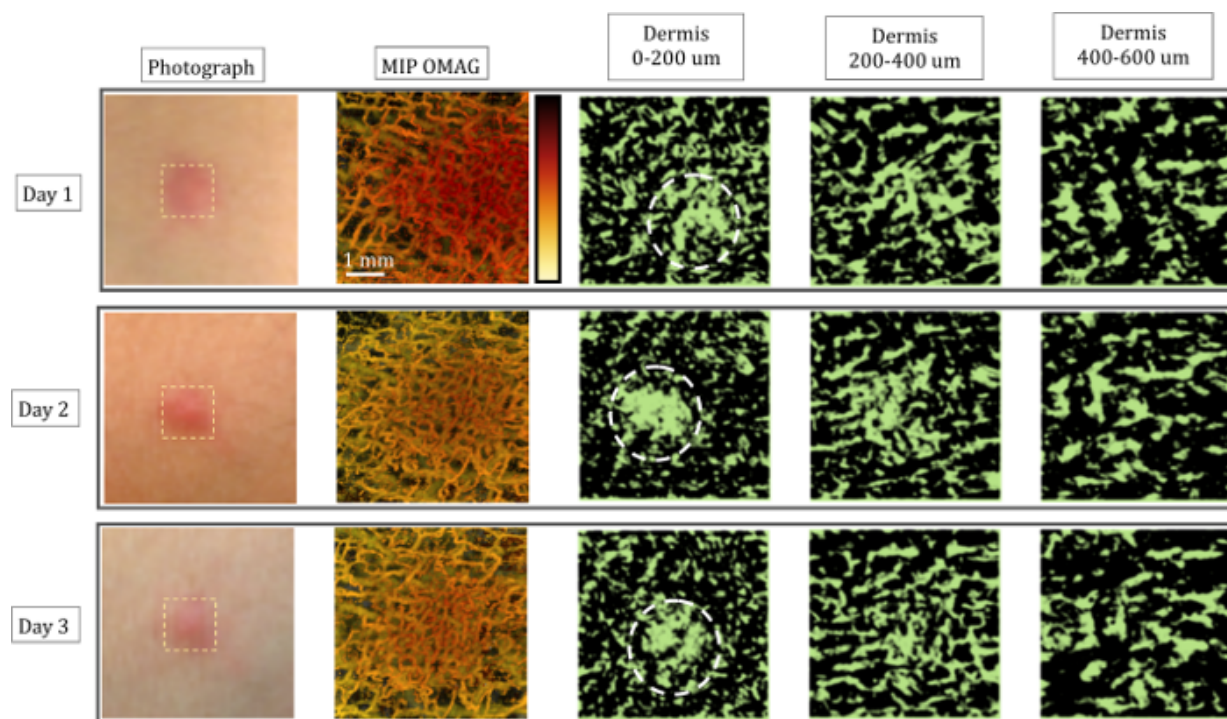 Photograph
MIP OMAG
Dermis
0-200 um
Dermis
200-400 um
Dermis
400-600 um
Day 1
1 mm
Day 2
Day 3